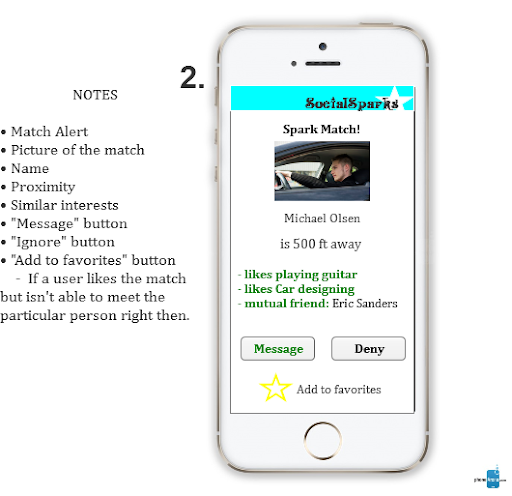 2.
NOTES
• Match Alert
• Picture of the match
• Name
• Proximity
• Similar interests
• "Message" button
• "Ignore" button
• "Add to favorites" button
- If a user likes the match
but isn't able to meet the
particular person right then.
SocialSparks
Spark Match!
Michael Olsen
is 500 ft away
- likes playing guitar
- likes Car designing
- mutual friend: Eric Sanders
Message
Deny
Add to favorites